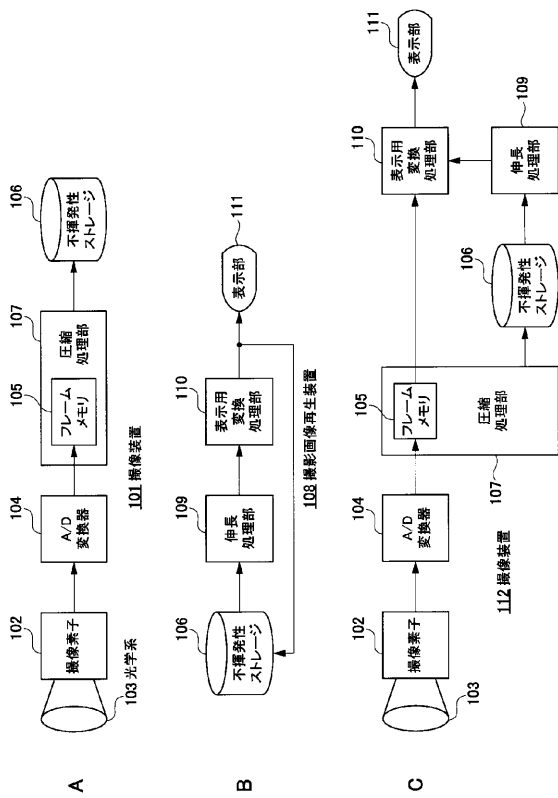 A
103 光学系
102
撮像素子
104
A/D
変換器
105
フレーム
メモリ
107
圧縮
処理部
106
不揮発性
ストレージ
101 撮像装置
B
106
不揮発性
ストレージ
109
伸長
処理部
110
表示用
変換
処理部
111
表示部
108 撮影画像再生装置
C
103
102
撮像素子
104
A/D
変換器
105
フレーム
メモリ
圧縮
処理部
107
106
不揮発性
ストレージ
109
伸長
処理部
110
表示用
変換
処理部
111
表示部
112 撮像装置